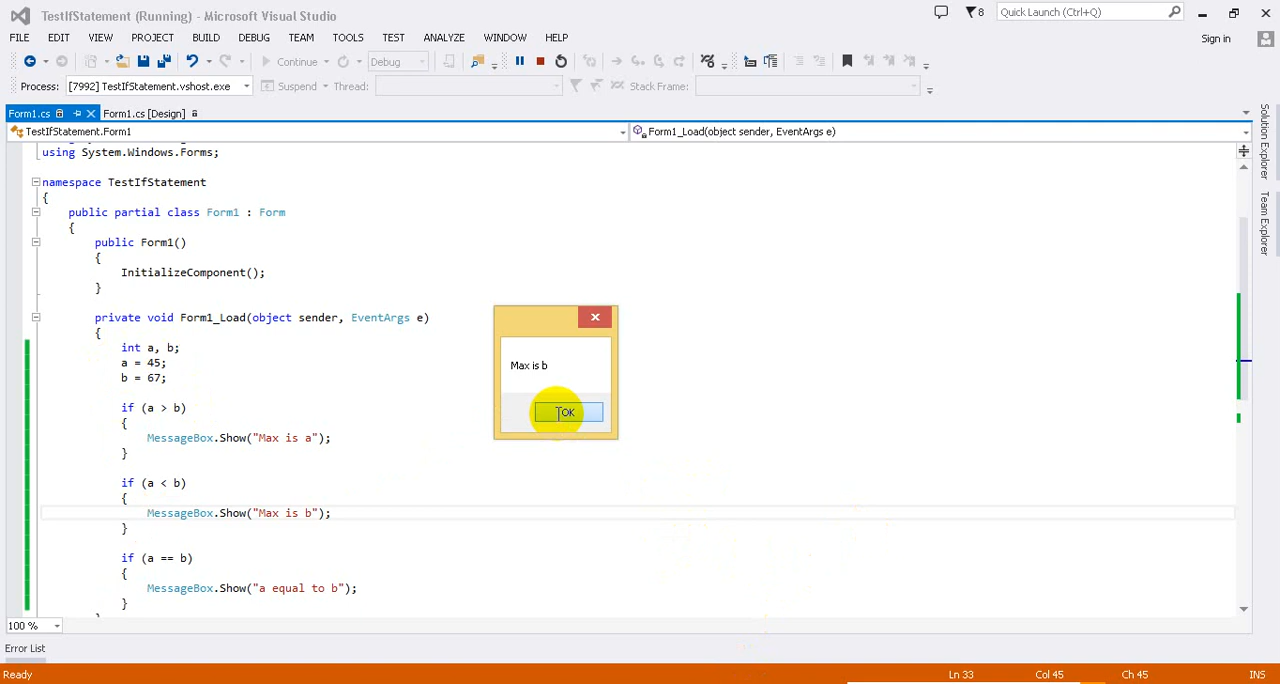 TestIfStatement (Running) - Microsoft Visual Studio
8
Quick Launch (Ctrl+Q)
FILE EDIT VIEW PROJECT BUILD DEBUG TEAM TOOLS TEST ANALYZE WINDOW HELP
Sign in
Continue
Debug
Process: [7992] TestIfStatement.vshost.exe Suspend Thread: Stack Frame:
Form1.cs Form1.cs [Design]
TestIfStatement.Form1 Form1_Load(object sender, EventArgs e)
using System.Windows.Forms;
namespace TestIfStatement
{
public partial class Form1 : Form
{
public Form1()
{
InitializeComponent();
}
private void Form1_Load(object sender, EventArgs e)
{
int a, b;
a = 45;
b = 67;
if (a > b)
{
MessageBox.Show("Max is a");
}
if (a < b)
{
MessageBox.Show("Max is b");
}
if (a == b)
{
MessageBox.Show("a equal to b");
}
Max is b
OK
Solution Explorer
Team Explorer
100 %
Error List
Ready Ln 33 Col 45 Ch 45 INS